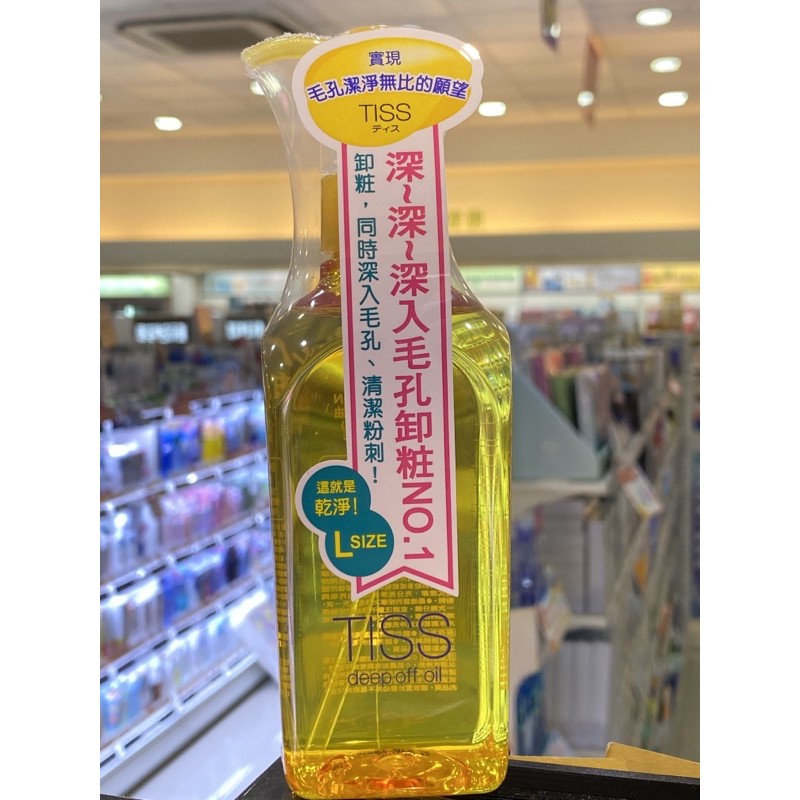 實現
毛孔潔淨無比的願望
TISS
ティス
深~深~深入毛孔卸粧NO.1
卸粧，同時深入毛孔、清潔粉刺！
這就是
乾淨!
L SIZE
TISS
deep off oil